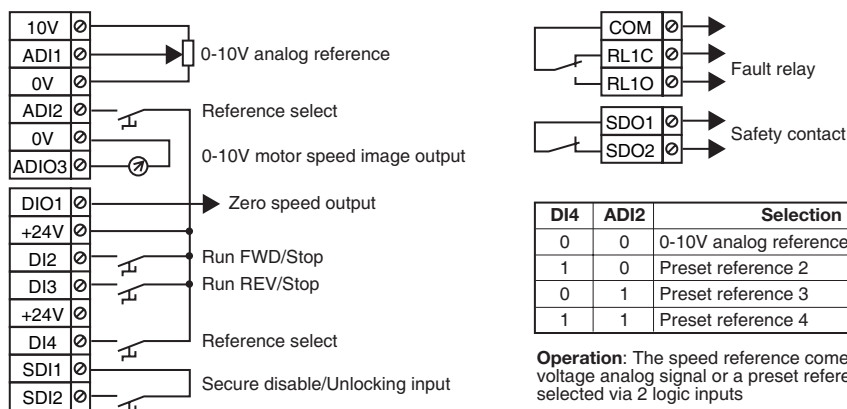 10V
ADI1
0V
0-10V analog reference
ADI2
Reference select
0V
ADIO3
0-10V motor speed image output
DIO1
Zero speed output
+24V
DI2
Run FWD/Stop
DI3
Run REV/Stop
+24V
DI4
Reference select
SDI1
SDI2
Secure disable/Unlocking input
COM
RL1C
RL1O
Fault relay
SDO1
SDO2
Safety contact
DI4 ADI2 Selection
0 0 0-10V analog reference
1 0 Preset reference 2
0 1 Preset reference 3
1 1 Preset reference 4
Operation: The speed reference come
voltage analog signal or a preset refere
selected via 2 logic inputs